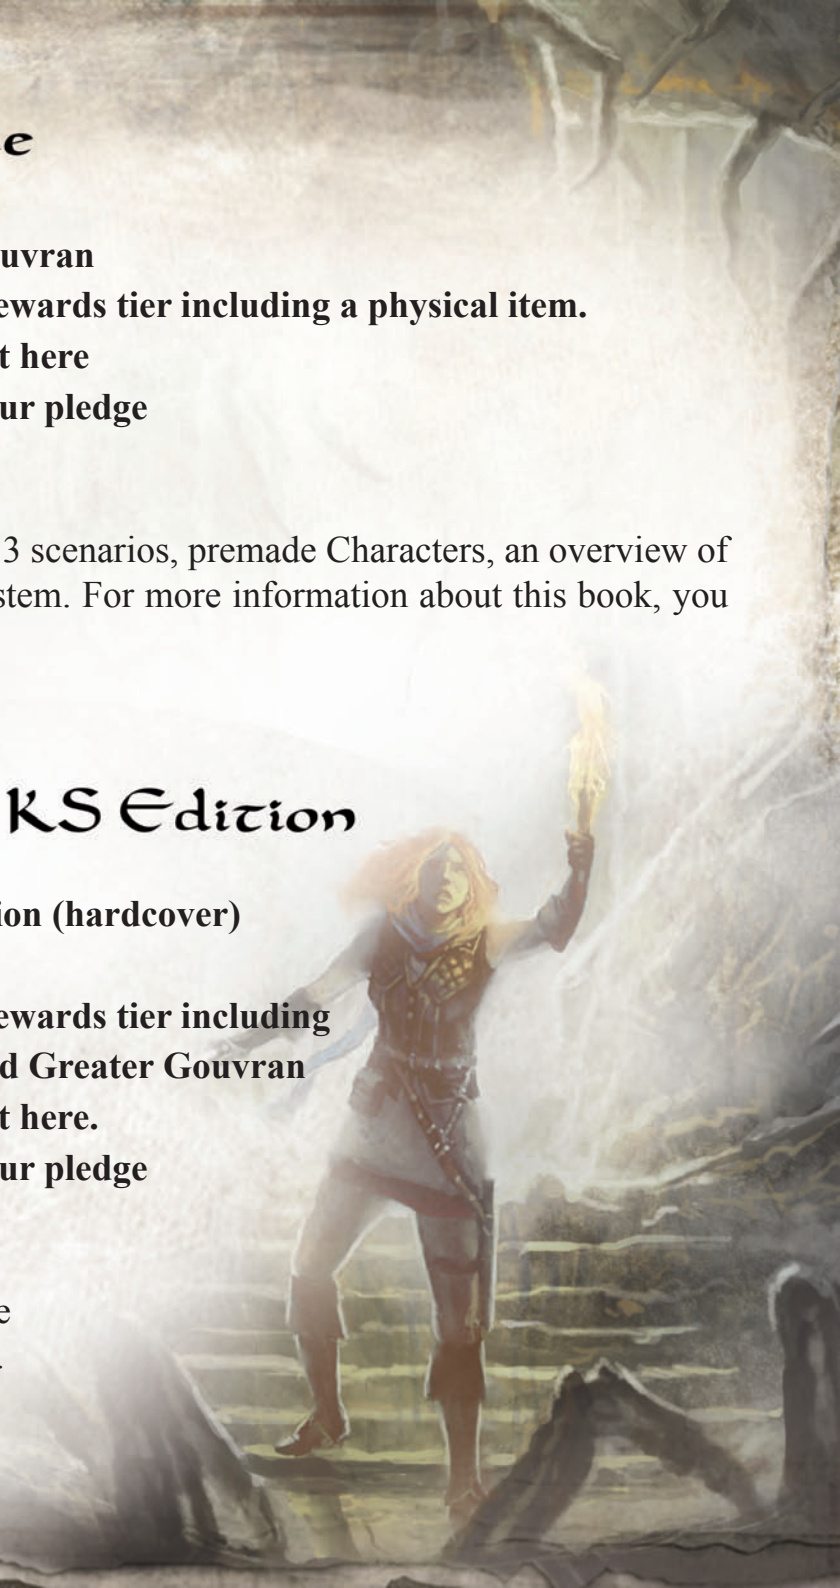 e
uvran
ewards tier including a physical item.
t here
ur pledge
3 scenarios, premade Characters, an overview of
stem. For more information about this book, you
KS Edition
ion (hardcover)
ewards tier including
d Greater Gouvran
t here.
ur pledge
e
.